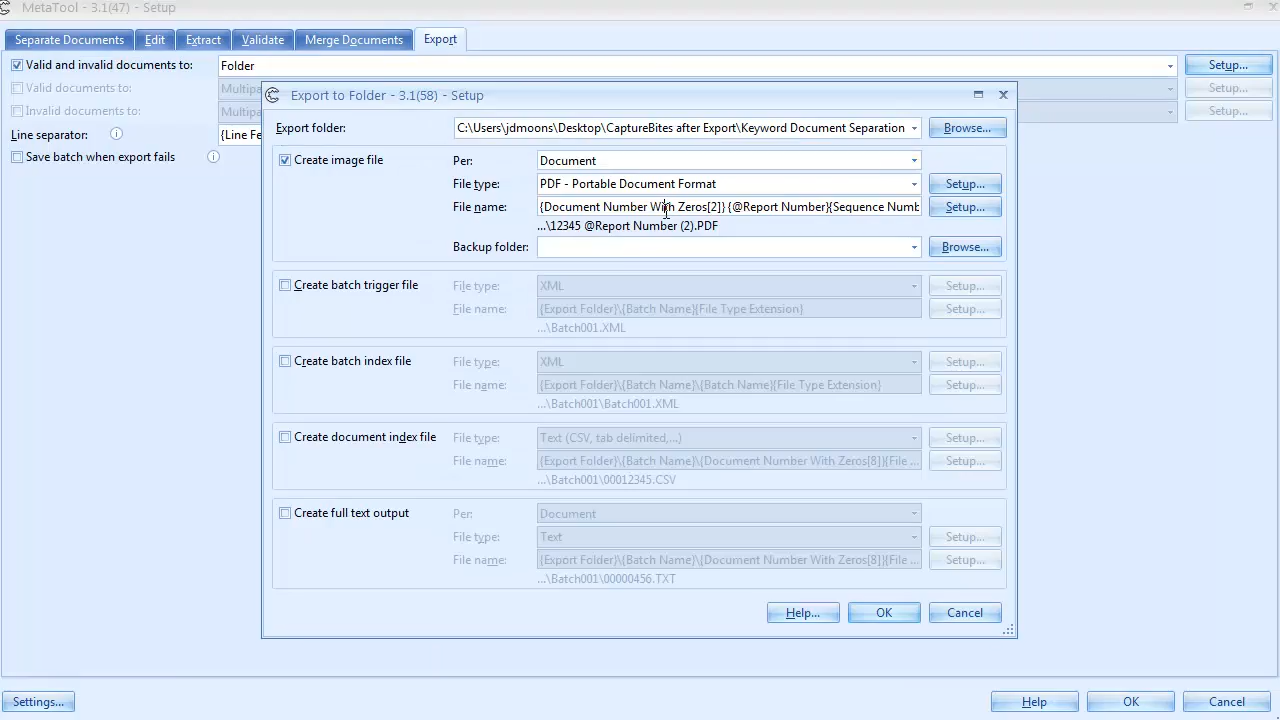 MetaTool - 3.1(47) - Setup
Separate Documents Edit Extract Validate Merge Documents Export
Valid and invalid documents to: Folder Setup...
Valid documents to: Multipa Setup...
Invalid documents to: Multipa Setup...
Line separator: {Line Fe
Save batch when export fails
Export to Folder - 3.1(58) - Setup
Export folder: C:\Users\jdmoons\Desktop\CaptureBites after Export\Keyword Document Separation Browse...
Create image file Per: Document
File type: PDF - Portable Document Format Setup...
File name: {Document Number With Zeros[2]} {@Report Number}{Sequence Numb Setup...
...\12345 @Report Number (2).PDF
Backup folder: Browse...
Create batch trigger file File type: XML Setup...
File name: {Export Folder}\{Batch Name}{File Type Extension} Setup...
...\Batch001.XML
Create batch index file File type: XML Setup...
File name: {Export Folder}\{Batch Name}\{Batch Name}{File Type Extension} Setup...
...\Batch001\Batch001.XML
Create document index file File type: Text (CSV, tab delimited,...) Setup...
File name: {Export Folder}\{Batch Name}\{Document Number With Zeros[8]}{File ... Setup...
...\Batch001\00012345.CSV
Create full text output Per: Document
File type: Text Setup...
File name: {Export Folder}\{Batch Name}\{Document Number With Zeros[8]}{File ... Setup...
...\Batch001\00000456.TXT
Help... OK Cancel
Settings... Help OK Cancel